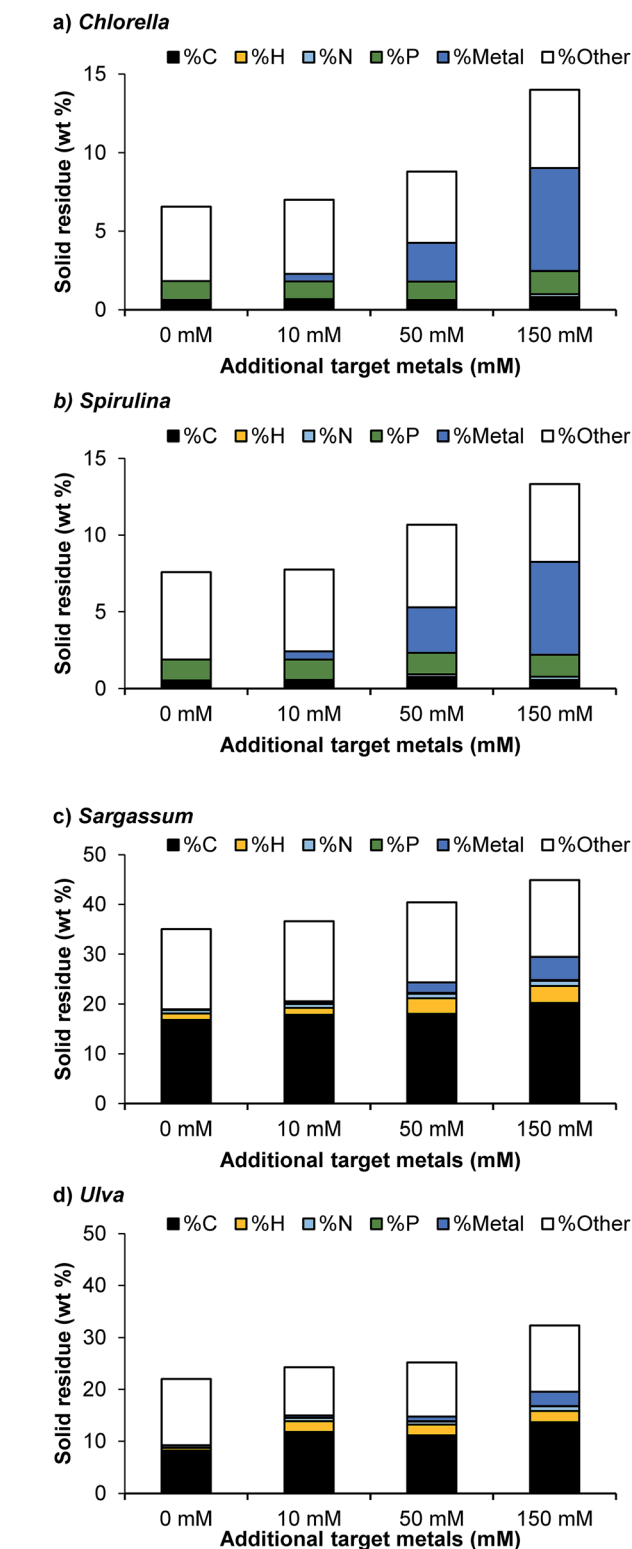 a) Chlorella
%C %H %N %P %Metal %Other
15
10
5
0
Solid residue (wt %)
0 mM 10 mM 50 mM 150 mM
Additional target metals (mM)
b) Spirulina
%C %H %N %P %Metal %Other
15
10
5
0
Solid residue (wt %)
0 mM 10 mM 50 mM 150 mM
Additional target metals (mM)
c) Sargassum
%C %H %N %P %Metal %Other
50
40
30
20
10
0
Solid residue (wt %)
0 mM 10 mM 50 mM 150 mM
Additional target metals (mM)
d) Ulva
%C %H %N %P %Metal %Other
50
40
30
20
10
0
Solid residue (wt %)
0 mM 10 mM 50 mM 150 mM
Additional target metals (mM)